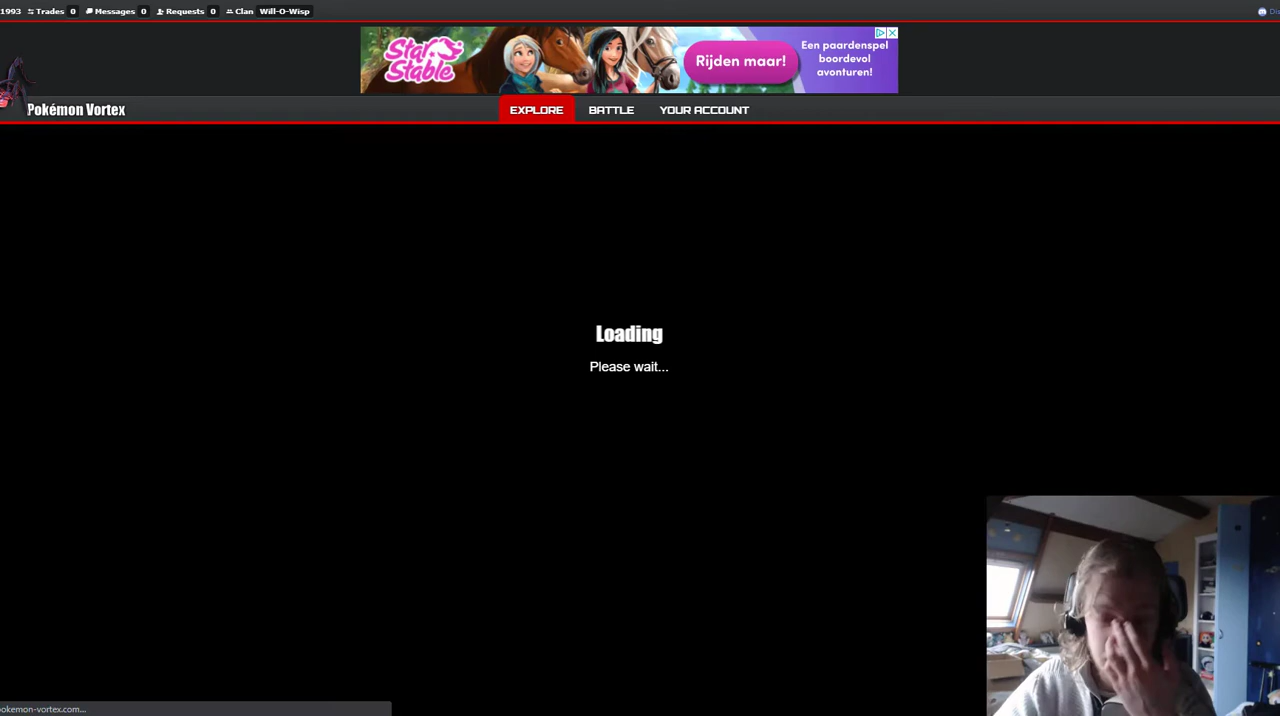 1993 Trades 0 Messages 0 Requests 0 Clan Will-O-Wisp
Star Stable
Rijden maar!
Een paardenspel
boordevol
avonturen!
Pokémon Vortex
EXPLORE BATTLE YOUR ACCOUNT
Loading
Please wait...
pokemon-vortex.com...